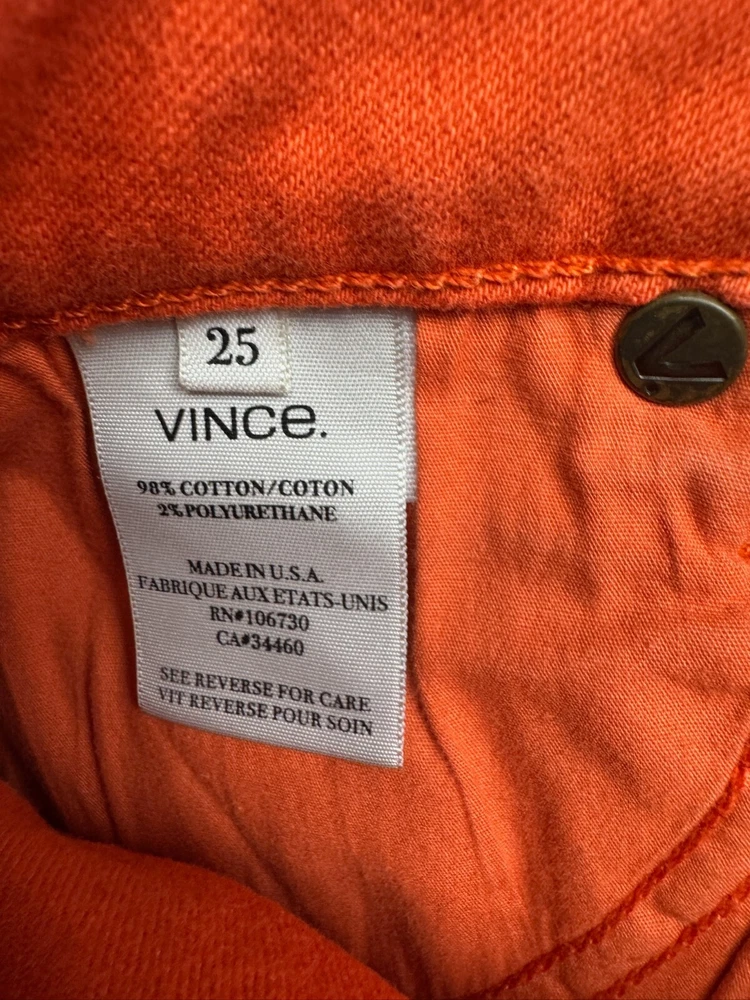 25
VINCe.
98% COTTON/COTON
2% POLYURETHANE
MADE IN U.S.A.
FABRIQUE AUX ETATS-UNIS
RN#106730
CA#34460
SEE REVERSE FOR CARE
VIT REVERSE POUR SOIN
V